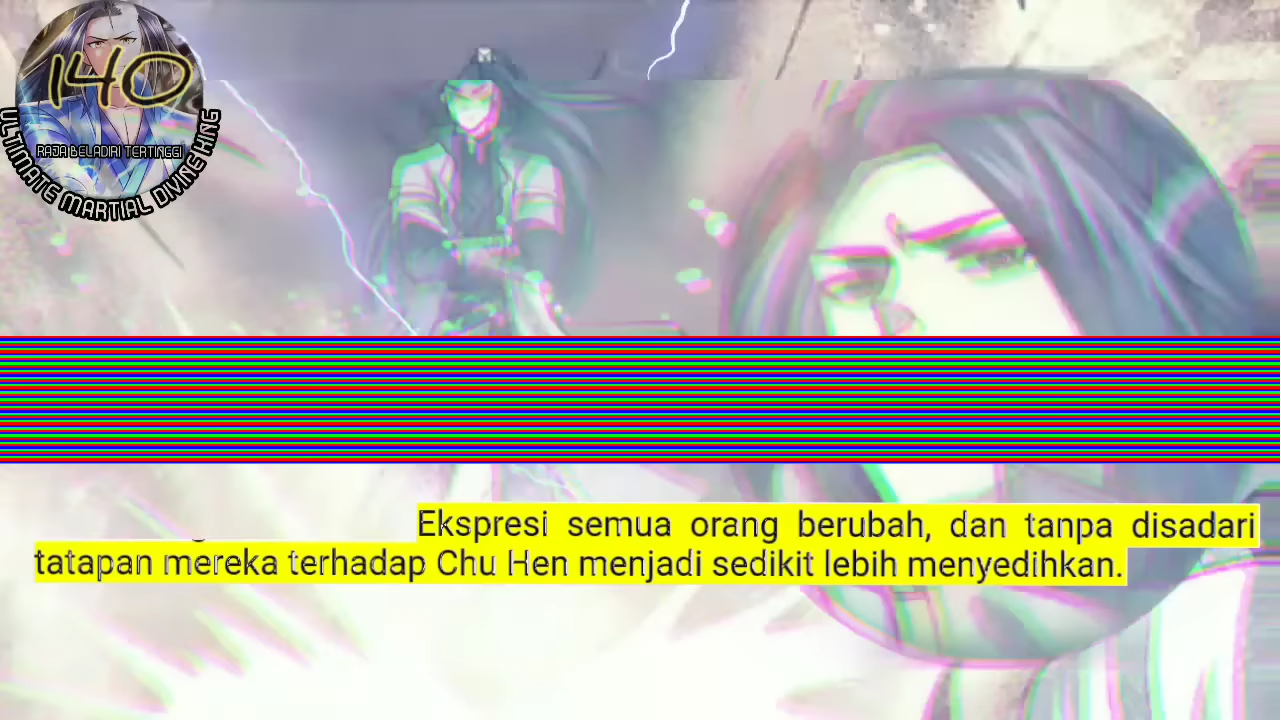 140
RAJA BELADIRI TERTINGGI
ULTIMATE MARTIAL DIVINE KING
Ekspresi semua orang berubah, dan tanpa disadari
tatapan mereka terhadap Chu Hen menjadi sedikit lebih menyedihkan.